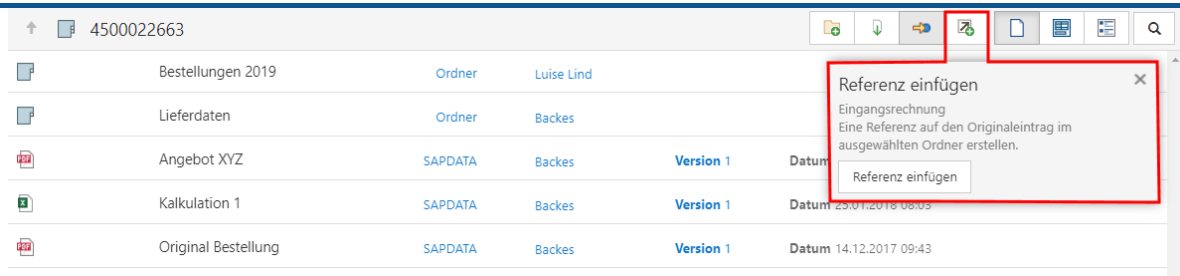 4500022663
Bestellungen 2019 Ordner Luise Lind
Lieferdaten Ordner Backes
Angebot XYZ SAPDATA Backes Version 1 Datum
Kalkulation 1 SAPDATA Backes Version 1 Datum 25.01.2018 08:03
Original Bestellung SAPDATA Backes Version 1 Datum 14.12.2017 09:43
Referenz einfügen
Eingangsrechnung
Eine Referenz auf den Originaleintrag im
ausgewählten Ordner erstellen.
Referenz einfügen